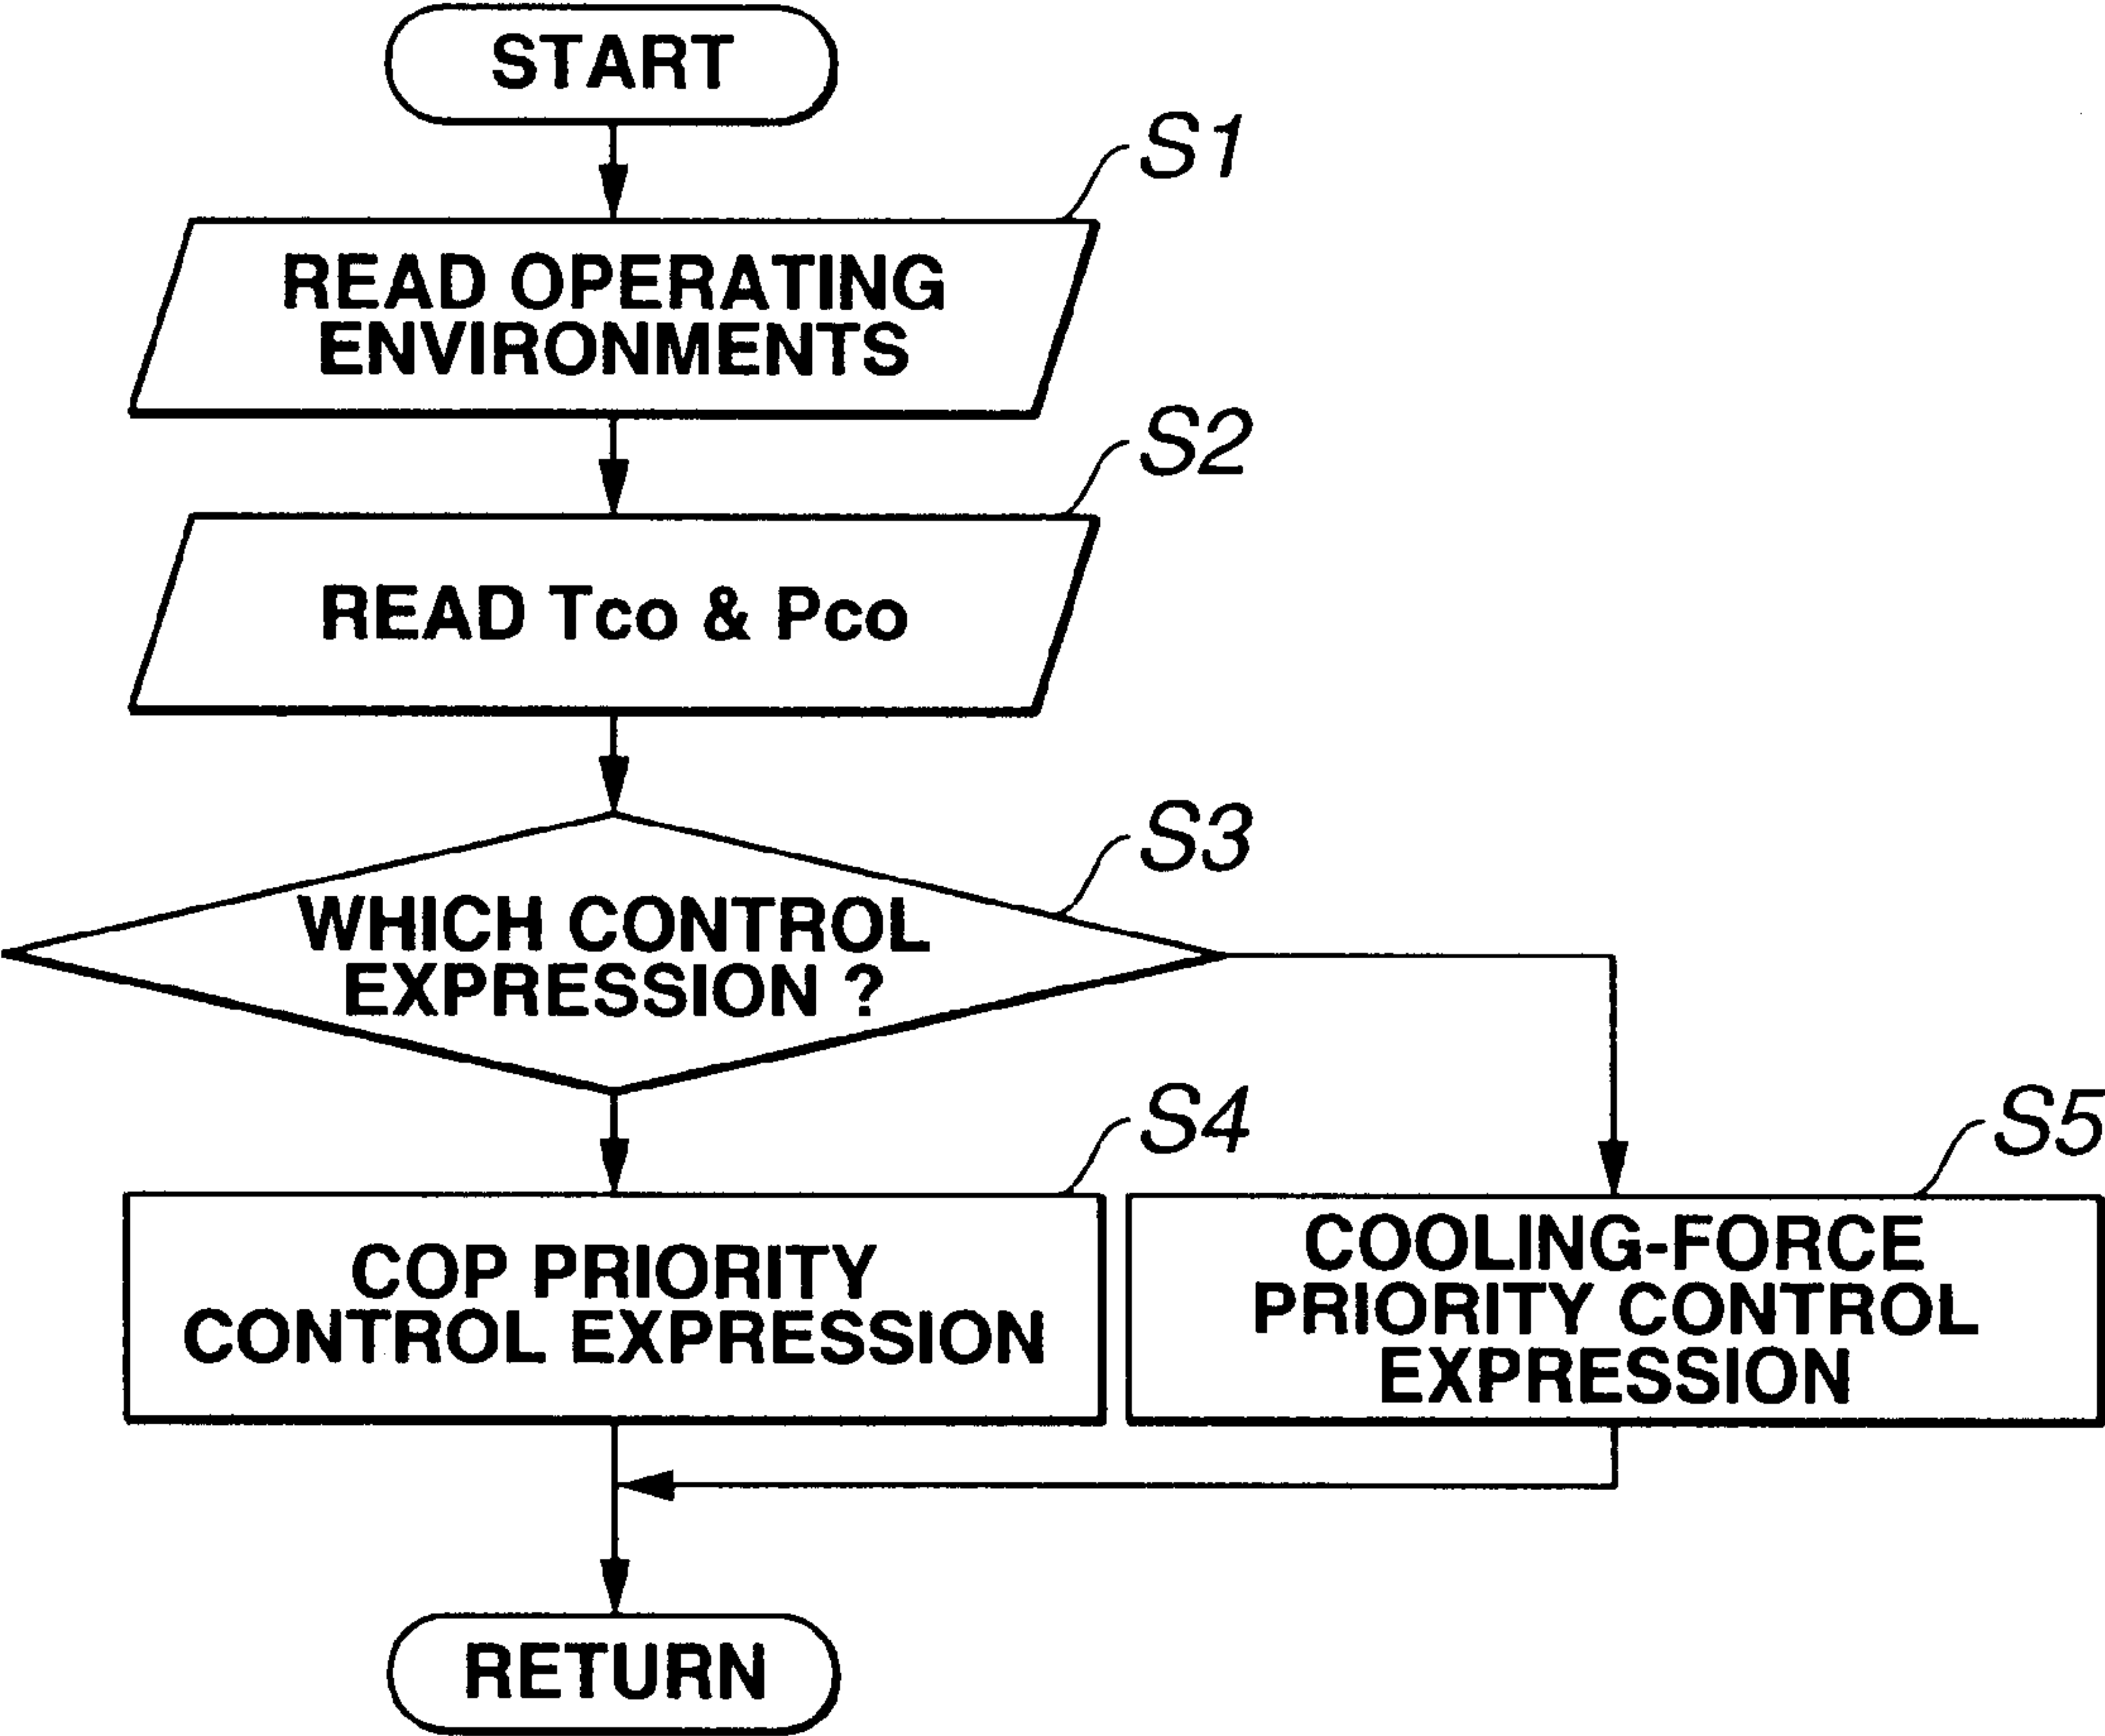 START
S1
READ OPERATING
ENVIRONMENTS
S2
READ Tco & Pco
S3
WHICH CONTROL
EXPRESSION ?
S4
COP PRIORITY
CONTROL EXPRESSION
S5
COOLING-FORCE
PRIORITY CONTROL
EXPRESSION
RETURN